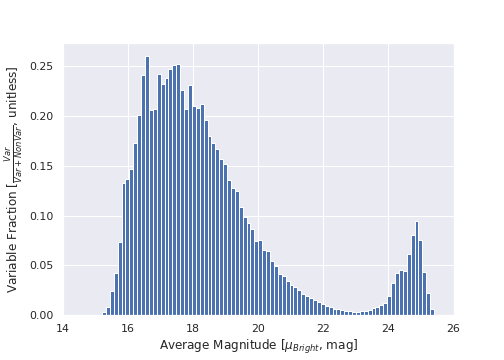 0.25
0.20
0.15
0.10
0.05
0.00
14 16 18 20 22 24 26
Variable Fraction [Var/Var+NonVar, unitless]
Average Magnitude [μBright, mag]